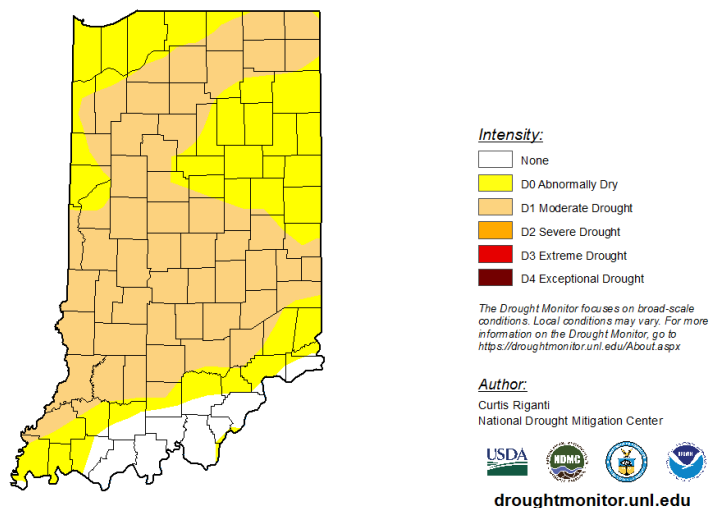 Intensity:
None
D0 Abnormally Dry
D1 Moderate Drought
D2 Severe Drought
D3 Extreme Drought
D4 Exceptional Drought
The Drought Monitor focuses on broad-scale
conditions. Local conditions may vary. For more
information on the Drought Monitor, go to
https://droughtmonitor.unl.edu/About.aspx
Author:
Curtis Riganti
National Drought Mitigation Center
USDA
NDMC
droughtmonitor.unl.edu